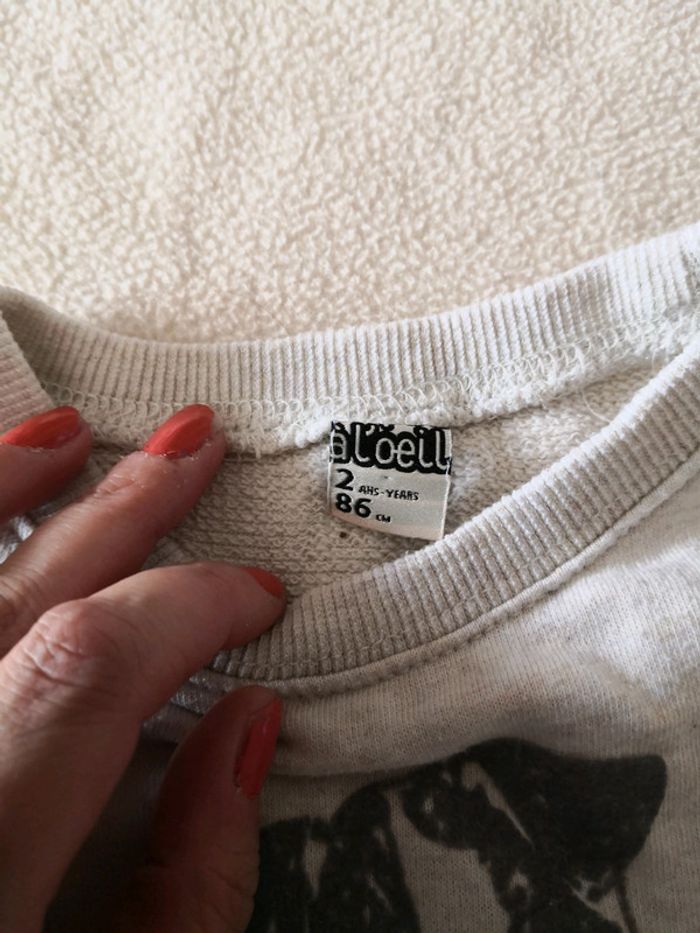 à l'oeil
2 ANS-YEARS
86 CM